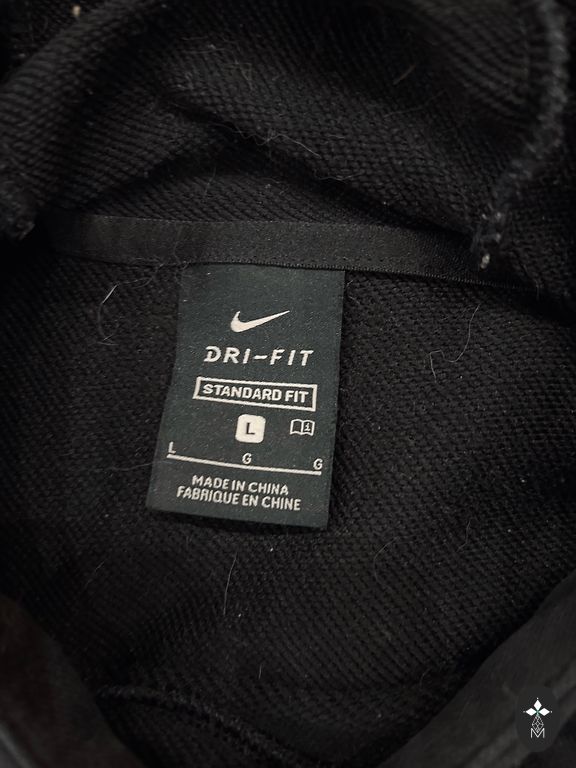 DRI-FIT
STANDARD FIT
L
L G G
MADE IN CHINA
FABRIQUE EN CHINE